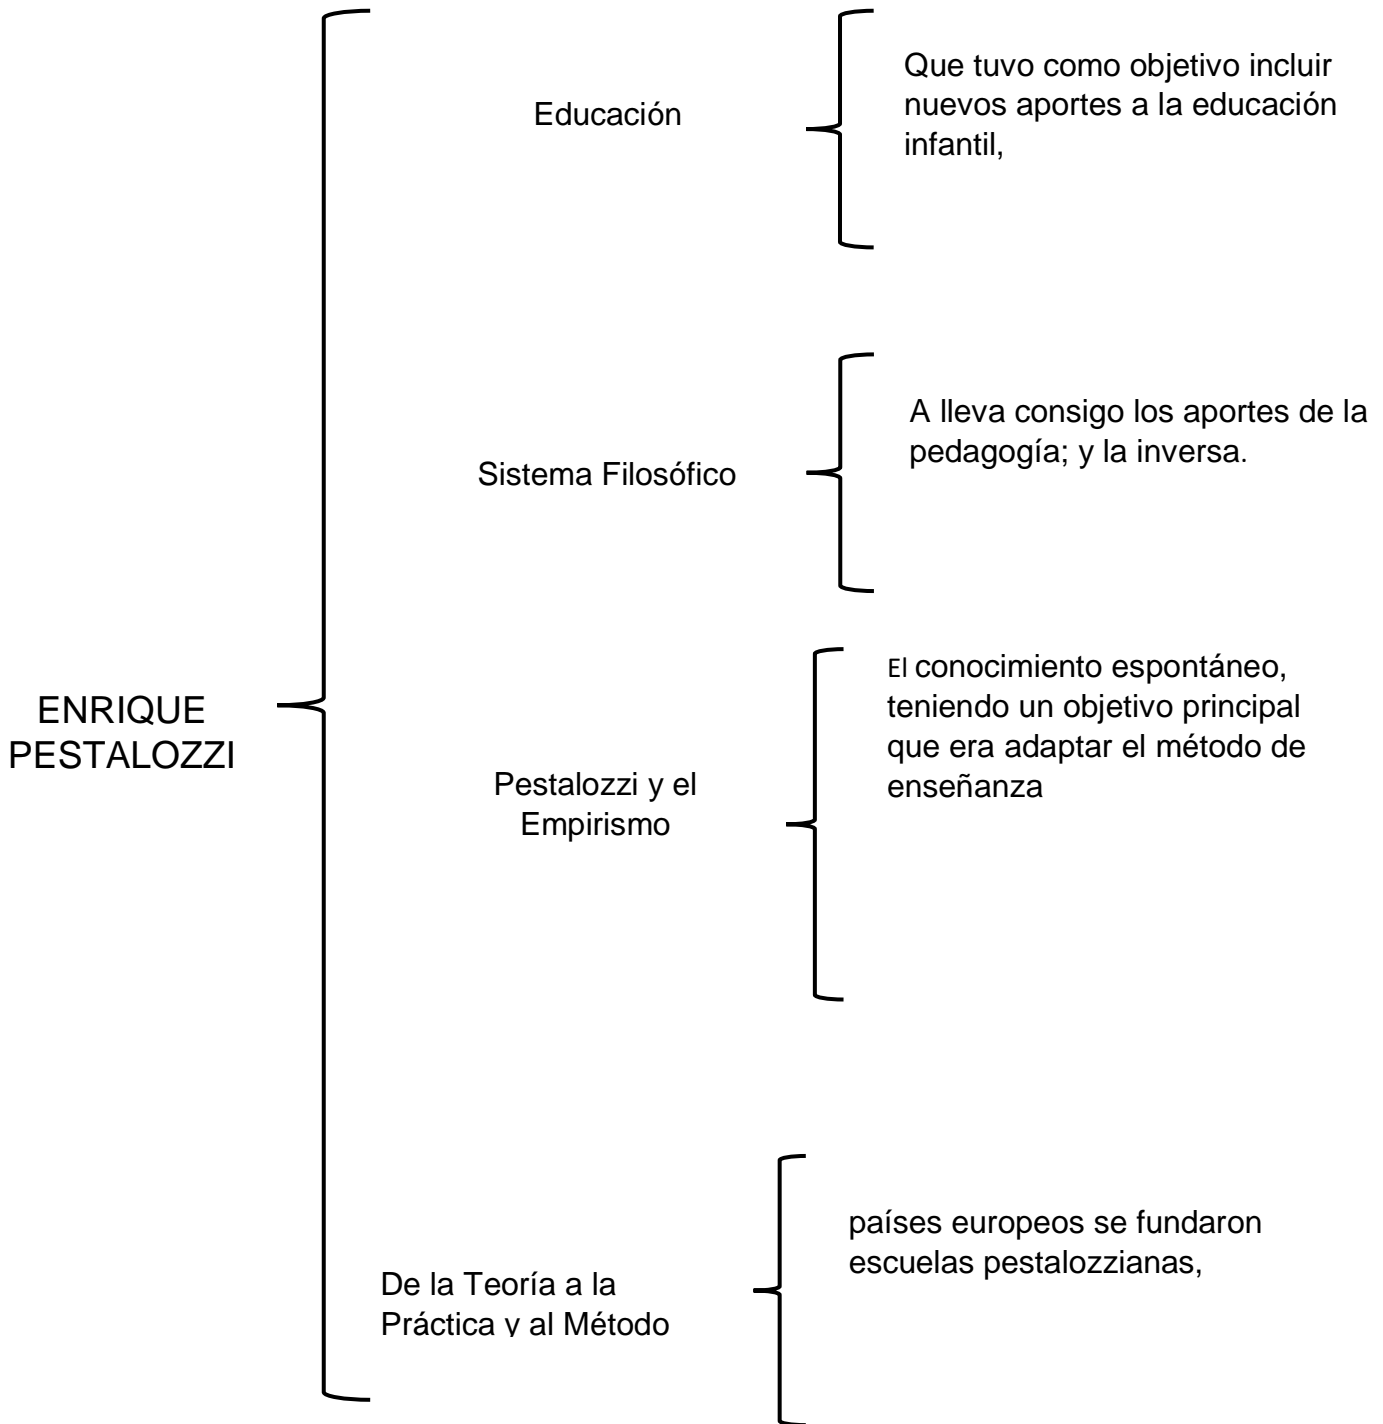 ENRIQUE
PESTALOZZI
Educación
Que tuvo como objetivo incluir
nuevos aportes a la educación
infantil,
Sistema Filosófico
A lleva consigo los aportes de la
pedagogía; y la inversa.
Pestalozzi y el
Empirismo
El conocimiento espontáneo,
teniendo un objetivo principal
que era adaptar el método de
enseñanza
De la Teoría a la
Práctica y al Método
países europeos se fundaron
escuelas pestalozzianas,